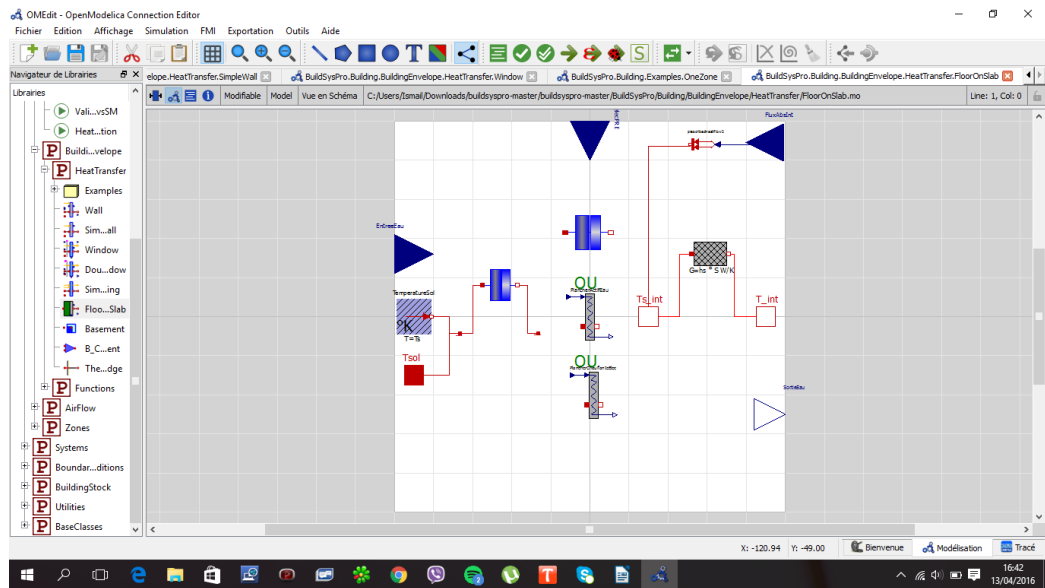 OMEdit - OpenModelica Connection Editor
Fichier Edition Affichage Simulation FMI Exportation Outils Aide
Navigateur de Librairies
elope.HeatTransfer.SimpleWall
BuildSysPro.Building.BuildingEnvelope.HeatTransfer.Window
BuildSysPro.Building.Examples.OneZone
BuildSysPro.Building.BuildingEnvelope.HeatTransfer.FloorOnSlab
Librairies
Modifiable Model Vue en Schéma C:/Users/Ismail/Downloads/buildsyspro-master/buildsyspro-master/BuildSysPro/Building/BuildingEnvelope/HeatTransfer/FloorOnSlab.mo
Line: 1, Col: 0
Vali...vsSM
Heat...tion
Buildi...velope
HeatTransfer
Examples
Wall
Sim...all
Window
Dou...dow
Sim...ing
Floo...Slab
Basement
B_C...ent
The...dge
Functions
AirFlow
Zones
Systems
Boundar...ditions
BuildingStock
Utilities
BaseClasses
FluxAbsInt
EntreeEau
TemperatureSol
°K
T=Ts
Tsol
OU
OU
Ts_int
G=hs * S W/K
T_int
SortieEau
X: -120.94 Y: -49.00
Bienvenue
Modélisation
Tracé
16:42
13/04/2016